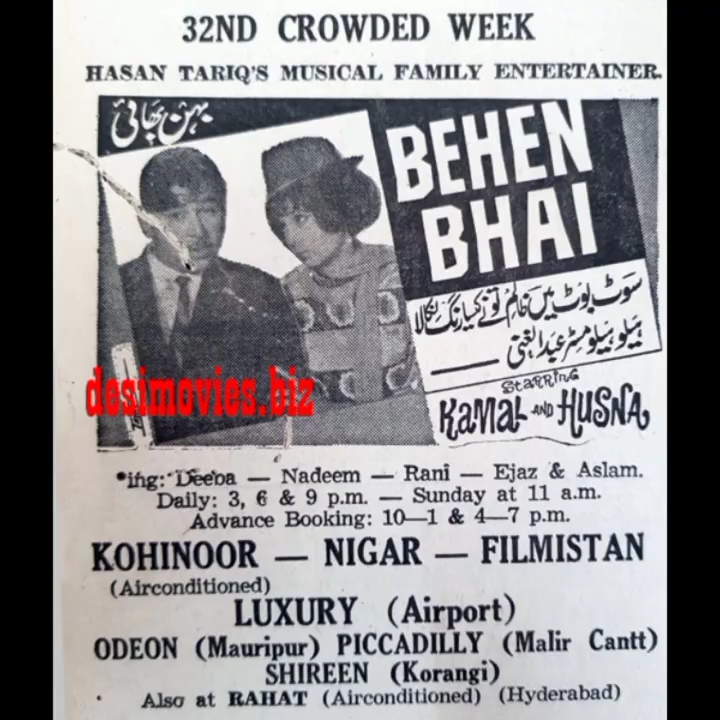 32ND CROWDED WEEK
HASAN TARIQ'S MUSICAL FAMILY ENTERTAINER.
بہن بھائی
BEHEN
BHAI
سوٹ بوٹ میں ظالم تو نے کیا رنگ نکالا
ہیلو ہیلو مسٹر عبدالغنی
desimovies.biz
STARRING
KAMAL AND HUSNA,
*ing: Deeba — Nadeem — Rani — Ejaz & Aslam.
Daily: 3, 6 & 9 p.m. — Sunday at 11 a.m.
Advance Booking: 10—1 & 4—7 p.m.
KOHINOOR — NIGAR — FILMISTAN
(Airconditioned)
LUXURY (Airport)
ODEON (Mauripur) PICCADILLY (Malir Cantt)
SHIREEN (Korangi)
Also at RAHAT (Airconditioned) (Hyderabad)